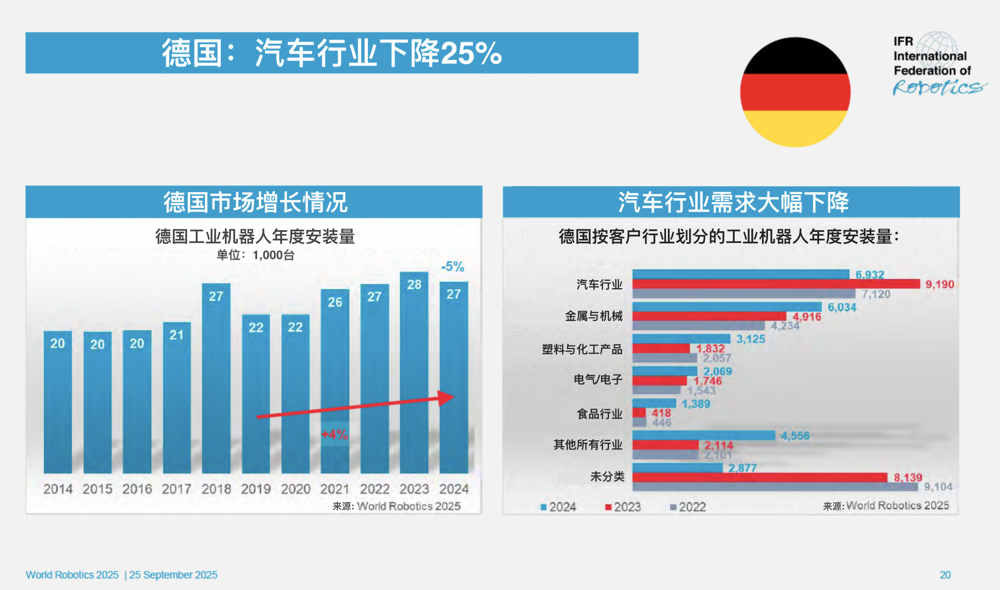 德国：汽车行业下降25%
IFR
International
Federation of
Robotics
德国市场增长情况
德国工业机器人年度安装量
单位：1,000台
-5%
20
20
20
21
27
22
22
26
27
28
27
+4%
2014
2015
2016
2017
2018
2019
2020
2021
2022
2023
2024
来源: World Robotics 2025
汽车行业需求大幅下降
德国按客户行业划分的工业机器人年度安装量：
汽车行业
6,932
9,190
7,120
金属与机械
6,034
4,916
4,234
塑料与化工产品
3,125
1,832
2,057
电气/电子
2,069
1,746
1,543
食品行业
1,389
418
446
其他所有行业
4,556
2,114
2,101
未分类
2,877
8,139
9,104
2024
2023
2022
来源: World Robotics 2025
World Robotics 2025 | 25 September 2025
20